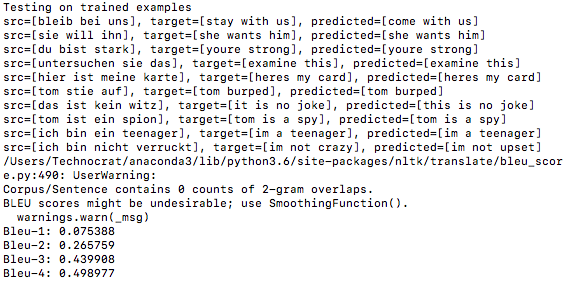 Testing on trained examples
src=[bleib bei uns], target=[stay with us], predicted=[come with us]
src=[sie will ihn], target=[she wants him], predicted=[she wants him]
src=[du bist stark], target=[youre strong], predicted=[youre strong]
src=[untersuchen sie das], target=[examine this], predicted=[examine this]
src=[hier ist meine karte], target=[heres my card], predicted=[heres my card]
src=[tom stie auf], target=[tom burped], predicted=[tom burped]
src=[das ist kein witz], target=[it is no joke], predicted=[this is no joke]
src=[tom ist ein spion], target=[tom is a spy], predicted=[tom is a spy]
src=[ich bin ein teenager], target=[im a teenager], predicted=[im a teenager]
src=[ich bin nicht verruckt], target=[im not crazy], predicted=[im not upset]
/Users/Technocrat/anaconda3/lib/python3.6/site-packages/nltk/translate/bleu_scor
e.py:490: UserWarning:
Corpus/Sentence contains 0 counts of 2-gram overlaps.
BLEU scores might be undesirable; use SmoothingFunction().
  warnings.warn(_msg)
Bleu-1: 0.075388
Bleu-2: 0.265759
Bleu-3: 0.439908
Bleu-4: 0.498977